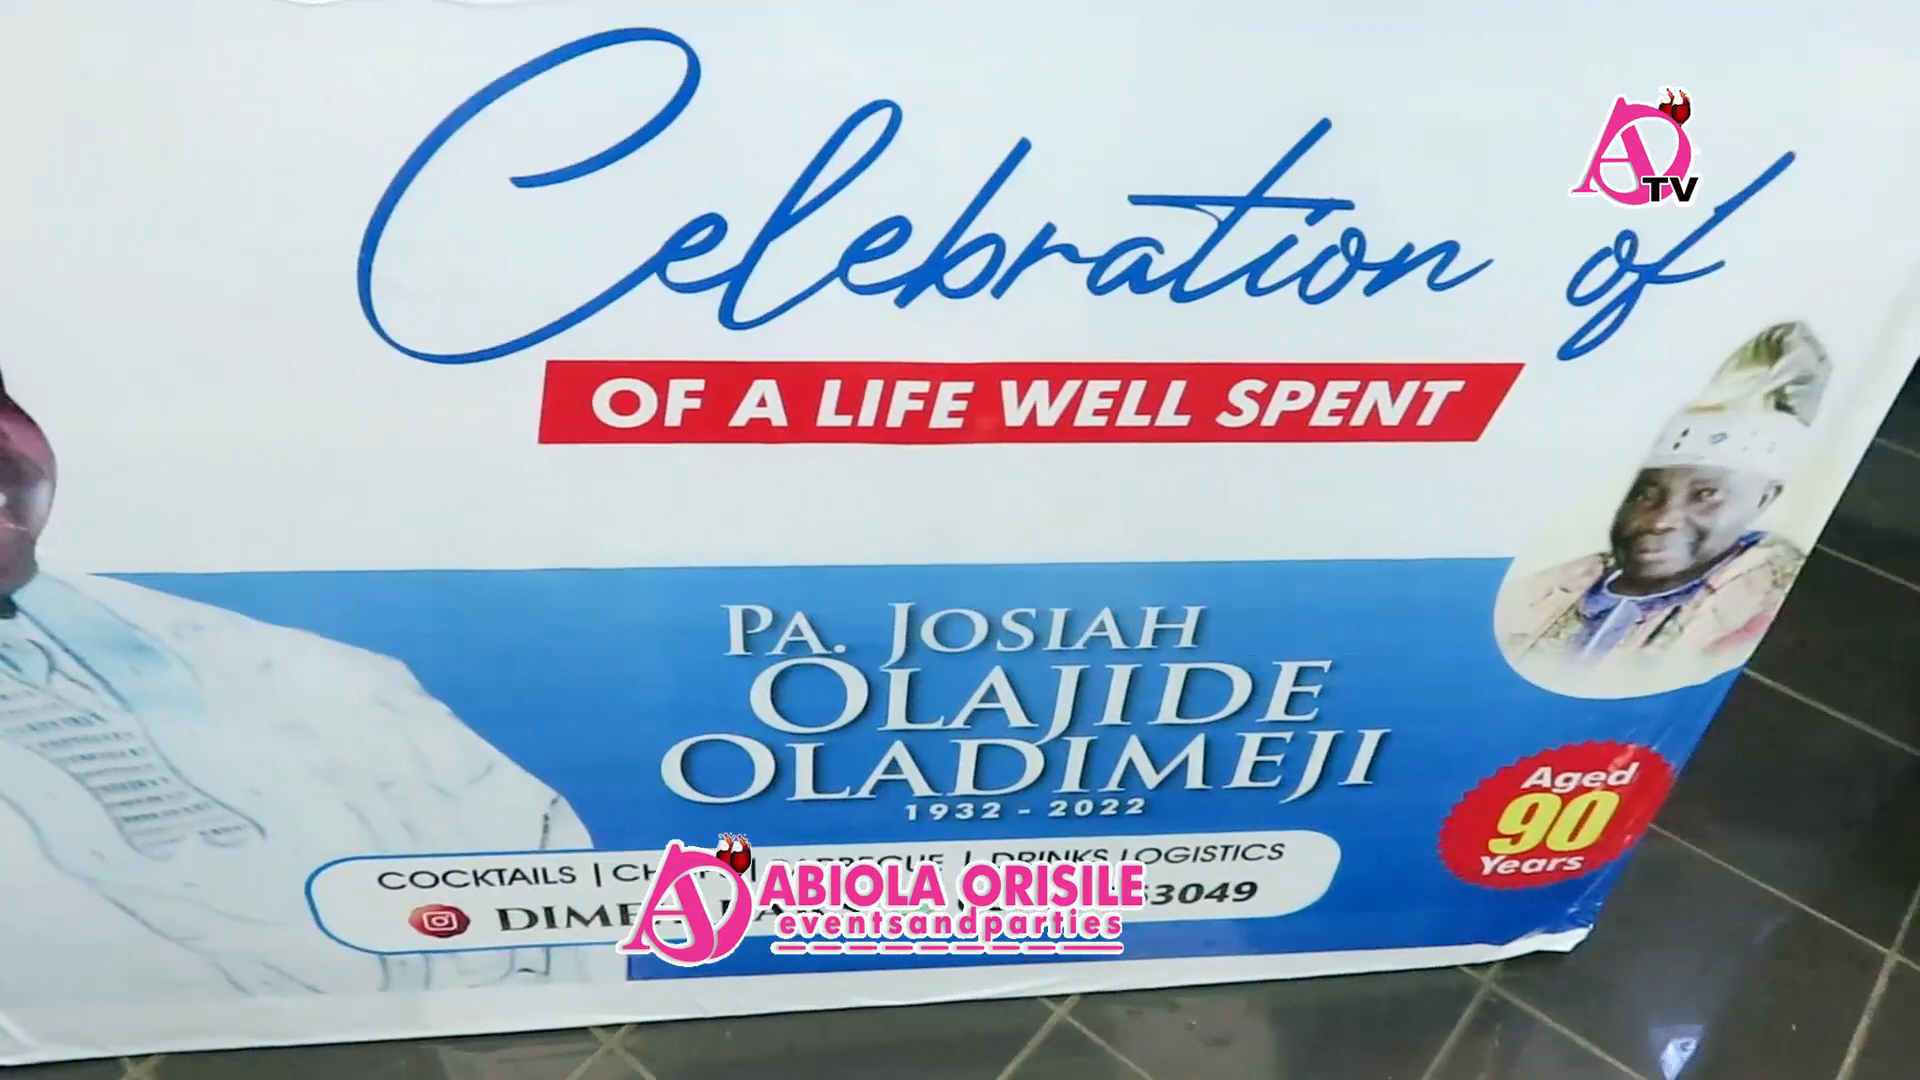 Celebration of
TV
OF A LIFE WELL SPENT
PA. JOSIAH
OLAJIDE
OLADIMEJI
1932 - 2022
Aged
90
Years
COCKTAILS | DRINKS LOGISTICS
53049
ABIOLA ORISILE
eventsandparties